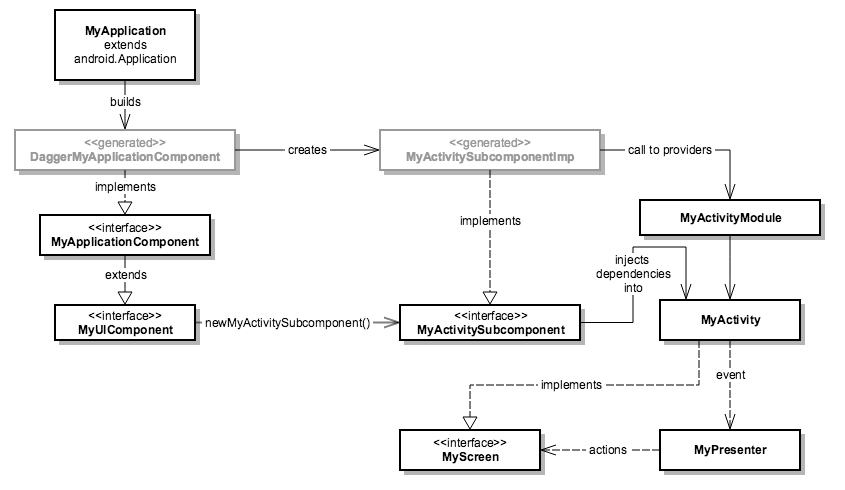 MyApplication
extends
android.Application
builds
<<generated>>
DaggerMyApplicationComponent
creates
<<generated>>
MyActivitySubcomponentImp
call to providers
implements
implements
MyActivityModule
<<interface>>
MyApplicationComponent
extends
injects
dependencies
into
<<interface>>
MyUIComponent
newMyActivitySubcomponent()
<<interface>>
MyActivitySubcomponent
MyActivity
implements
event
<<interface>>
MyScreen
actions
MyPresenter